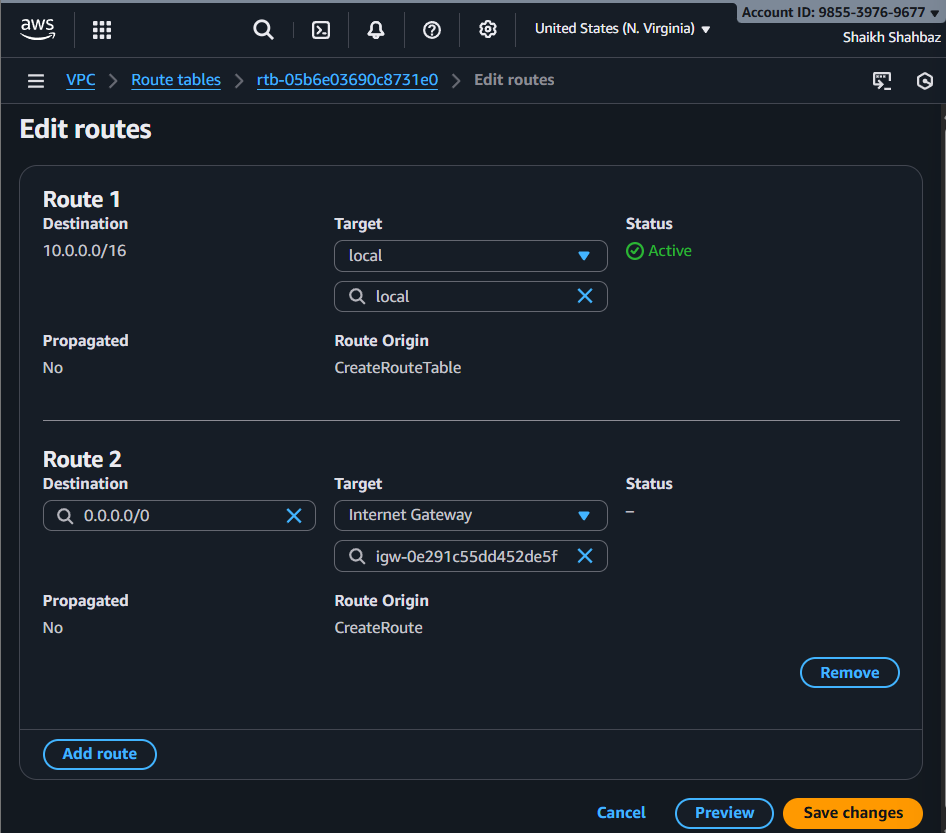 aws
United States (N. Virginia)
Account ID: 9855-3976-9677
Shaikh Shahbaz
VPC
Route tables
rtb-05b6e03690c8731e0
Edit routes
Edit routes
Route 1
Destination
10.0.0.0/16
Target
local
local
Status
Active
Propagated
No
Route Origin
CreateRouteTable
Route 2
Destination
0.0.0.0/0
Target
Internet Gateway
igw-0e291c55dd452de5f
Status
–
Propagated
No
Route Origin
CreateRoute
Remove
Add route
Cancel
Preview
Save changes